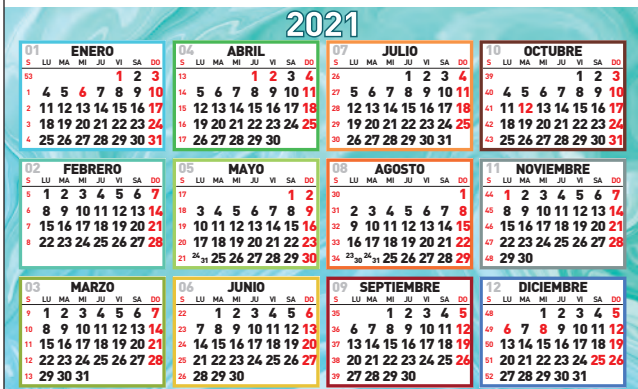 2021
01 ENERO
S LU MA MI JU VI SA DO
53 1 2 3
1 4 5 6 7 8 9 10
2 11 12 13 14 15 16 17
3 18 19 20 21 22 23 24
4 25 26 27 28 29 30 31
04 ABRIL
S LU MA MI JU VI SA DO
13 1 2 3 4
14 5 6 7 8 9 10 11
15 12 13 14 15 16 17 18
16 19 20 21 22 23 24 25
17 26 27 28 29 30
07 JULIO
S LU MA MI JU VI SA DO
26 1 2 3 4
27 5 6 7 8 9 10 11
28 12 13 14 15 16 17 18
29 19 20 21 22 23 24 25
30 26 27 28 29 30 31
10 OCTUBRE
S LU MA MI JU VI SA DO
39 1 2 3
40 4 5 6 7 8 9 10
41 11 12 13 14 15 16 17
42 18 19 20 21 22 23 24
43 25 26 27 28 29 30 31
02 FEBRERO
S LU MA MI JU VI SA DO
5 1 2 3 4 5 6 7
6 8 9 10 11 12 13 14
7 15 16 17 18 19 20 21
8 22 23 24 25 26 27 28
05 MAYO
S LU MA MI JU VI SA DO
17 1 2
18 3 4 5 6 7 8 9
19 10 11 12 13 14 15 16
20 17 18 19 20 21 22 23
21 24 31 25 26 27 28 29 30
08 AGOSTO
S LU MA MI JU VI SA DO
30 1
31 2 3 4 5 6 7 8
32 9 10 11 12 13 14 15
33 16 17 18 19 20 21 22
34 23 30 24 31 25 26 27 28 29
11 NOVIEMBRE
S LU MA MI JU VI SA DO
44 1 2 3 4 5 6 7
45 8 9 10 11 12 13 14
46 15 16 17 18 19 20 21
47 22 23 24 25 26 27 28
48 29 30
03 MARZO
S LU MA MI JU VI SA DO
9 1 2 3 4 5 6 7
10 8 9 10 11 12 13 14
11 15 16 17 18 19 20 21
12 22 23 24 25 26 27 28
13 29 30 31
06 JUNIO
S LU MA MI JU VI SA DO
22 1 2 3 4 5 6
23 7 8 9 10 11 12 13
24 14 15 16 17 18 19 20
25 21 22 23 24 25 26 27
26 28 29 30
09 SEPTIEMBRE
S LU MA MI JU VI SA DO
35 1 2 3 4 5
36 6 7 8 9 10 11 12
37 13 14 15 16 17 18 19
38 20 21 22 23 24 25 26
39 27 28 29 30
12 DICIEMBRE
S LU MA MI JU VI SA DO
48 1 2 3 4 5
49 6 7 8 9 10 11 12
50 13 14 15 16 17 18 19
51 20 21 22 23 24 25 26
52 27 28 29 30 31